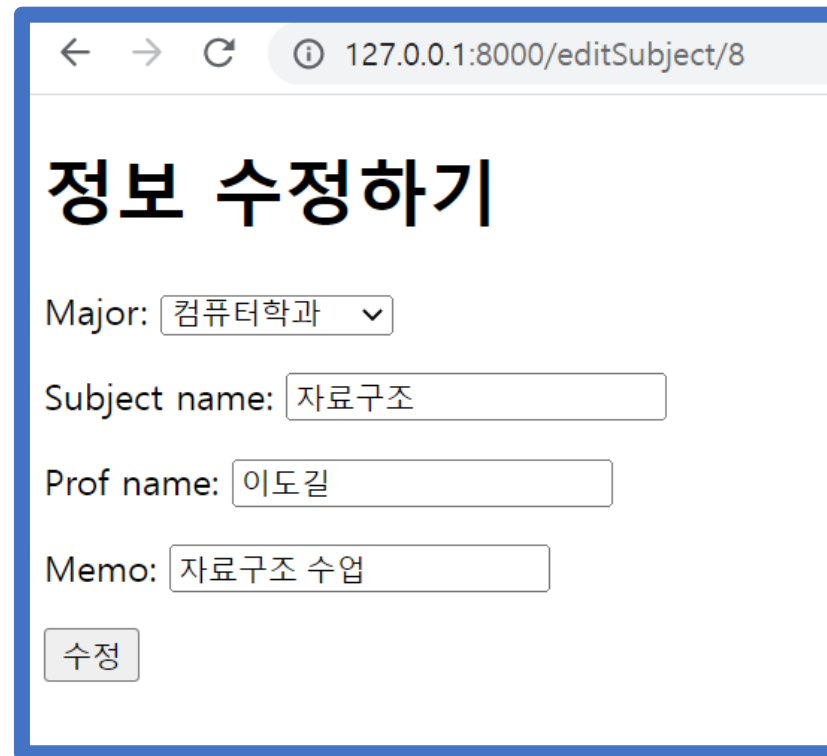 127.0.0.1:8000/editSubject/8
정보 수정하기
Major: 컴퓨터학과
Subject name: 자료구조
Prof name: 이도길
Memo: 자료구조 수업
수정